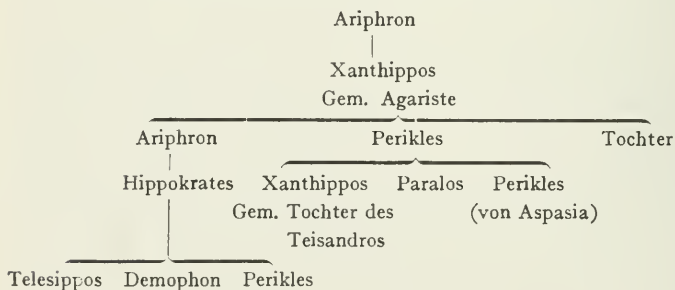 Ariphron
Xanthippos
Gem. Agariste
Ariphron Perikles Tochter
Hippokrates Xanthippos Paralos Perikles
Gem. Tochter des (von Aspasia)
Teisandros
Telesippos Demophon Perikles